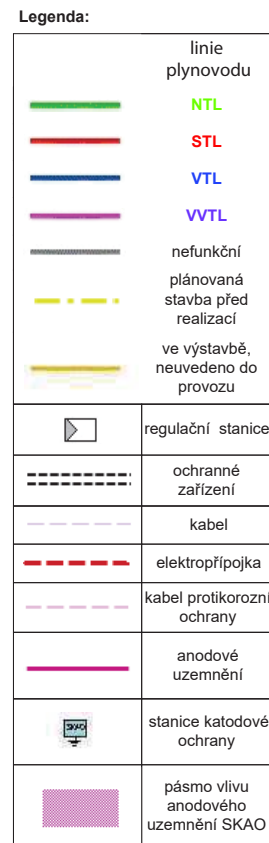 Legenda:
linie
plynovodu
NTL
STL
VTL
VVTL
nefunkční
plánovaná
stavba před
realizací
ve výstavbě,
neuvedeno do
provozu
regulační stanice
ochranné
zařízení
kabel
elektropřípojka
kabel protikorozní
ochrany
anodové
uzemnění
SKAO
stanice katodové
ochrany
pásmo vlivu
anodového
uzemnění SKAO